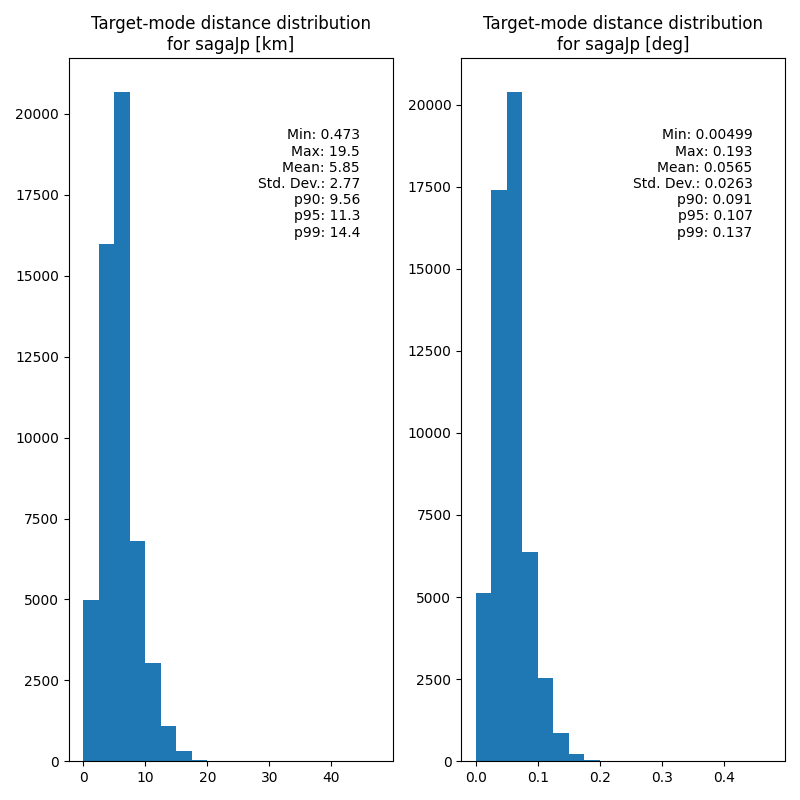 Target-mode distance distribution
for sagaJp [km]
Min: 0.473
Max: 19.5
Mean: 5.85
Std. Dev.: 2.77
p90: 9.56
p95: 11.3
p99: 14.4
20000
17500
15000
12500
10000
7500
5000
2500
0
0 10 20 30 40
Target-mode distance distribution
for sagaJp [deg]
Min: 0.00499
Max: 0.193
Mean: 0.0565
Std. Dev.: 0.0263
p90: 0.091
p95: 0.107
p99: 0.137
20000
17500
15000
12500
10000
7500
5000
2500
0
0.0 0.1 0.2 0.3 0.4